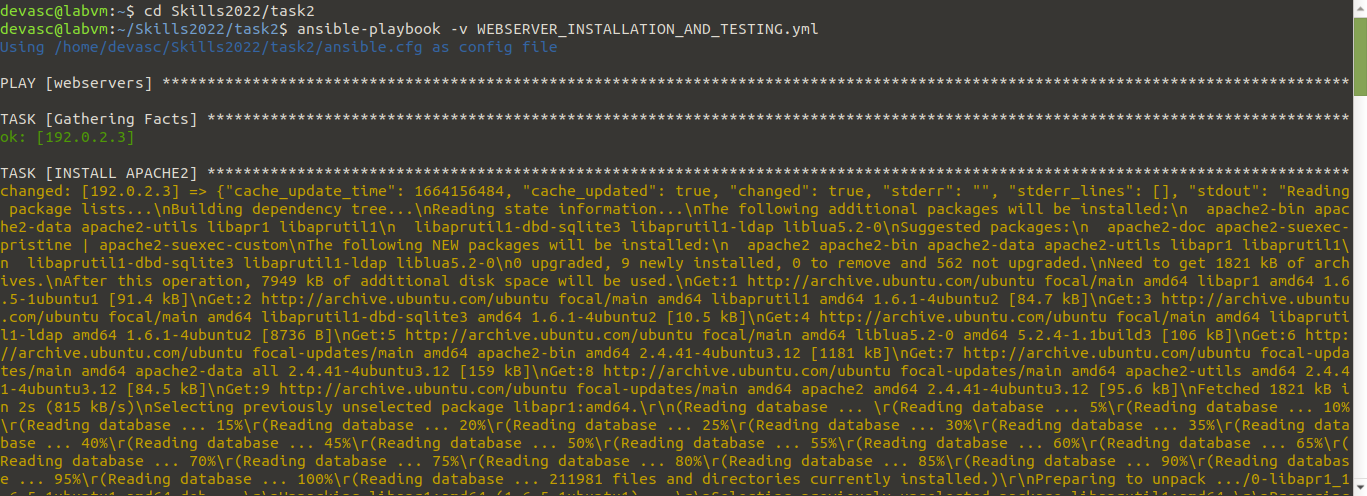 devasc@labvm:~$ cd Skills2022/task2
devasc@labvm:~/Skills2022/task2$ ansible-playbook -v WEBSERVER_INSTALLATION_AND_TESTING.yml
Using /home/devasc/Skills2022/task2/ansible.cfg as config file
PLAY [webservers] *************************************************************************************************************************************
TASK [Gathering Facts] ********************************************************************************************************************************
ok: [192.0.2.3]
TASK [INSTALL APACHE2] ********************************************************************************************************************************
changed: [192.0.2.3] => {"cache_update_time": 1664156484, "cache_updated": true, "changed": true, "stderr": "", "stderr_lines": [], "stdout": "Reading
 package lists...\nBuilding dependency tree...\nReading state information...\nThe following additional packages will be installed:\n  apache2-bin apac
he2-data apache2-utils libapr1 libaprutil1\n  libaprutil1-dbd-sqlite3 libaprutil1-ldap liblua5.2-0\nSuggested packages:\n  apache2-doc apache2-suexec-
pristine | apache2-suexec-custom\nThe following NEW packages will be installed:\n  apache2 apache2-bin apache2-data apache2-utils libapr1 libaprutil1\
n  libaprutil1-dbd-sqlite3 libaprutil1-ldap liblua5.2-0\n0 upgraded, 9 newly installed, 0 to remove and 562 not upgraded.\nNeed to get 1821 kB of arch
ives.\nAfter this operation, 7949 kB of additional disk space will be used.\nGet:1 http://archive.ubuntu.com/ubuntu focal/main amd64 libapr1 amd64 1.6
.5-1ubuntu1 [91.4 kB]\nGet:2 http://archive.ubuntu.com/ubuntu focal/main amd64 libaprutil1 amd64 1.6.1-4ubuntu2 [84.7 kB]\nGet:3 http://archive.ubuntu
.com/ubuntu focal/main amd64 libaprutil1-dbd-sqlite3 amd64 1.6.1-4ubuntu2 [10.5 kB]\nGet:4 http://archive.ubuntu.com/ubuntu focal/main amd64 libapruti
l1-ldap amd64 1.6.1-4ubuntu2 [8736 B]\nGet:5 http://archive.ubuntu.com/ubuntu focal/main amd64 liblua5.2-0 amd64 5.2.4-1.1build3 [106 kB]\nGet:6 http:
//archive.ubuntu.com/ubuntu focal-updates/main amd64 apache2-bin amd64 2.4.41-4ubuntu3.12 [1181 kB]\nGet:7 http://archive.ubuntu.com/ubuntu focal-upda
tes/main amd64 apache2-data all 2.4.41-4ubuntu3.12 [159 kB]\nGet:8 http://archive.ubuntu.com/ubuntu focal-updates/main amd64 apache2-utils amd64 2.4.4
1-4ubuntu3.12 [84.5 kB]\nGet:9 http://archive.ubuntu.com/ubuntu focal-updates/main amd64 apache2 amd64 2.4.41-4ubuntu3.12 [95.6 kB]\nFetched 1821 kB i
n 2s (815 kB/s)\nSelecting previously unselected package libapr1:amd64.\r\n(Reading database ... \r(Reading database ... 5%\r(Reading database ... 10%
\r(Reading database ... 15%\r(Reading database ... 20%\r(Reading database ... 25%\r(Reading database ... 30%\r(Reading database ... 35%\r(Reading data
base ... 40%\r(Reading database ... 45%\r(Reading database ... 50%\r(Reading database ... 55%\r(Reading database ... 60%\r(Reading database ... 65%\r(
Reading database ... 70%\r(Reading database ... 75%\r(Reading database ... 80%\r(Reading database ... 85%\r(Reading database ... 90%\r(Reading databas
e ... 95%\r(Reading database ... 100%\r(Reading database ... 211981 files and directories currently installed.)\r\nPreparing to unpack .../0-libapr1_1